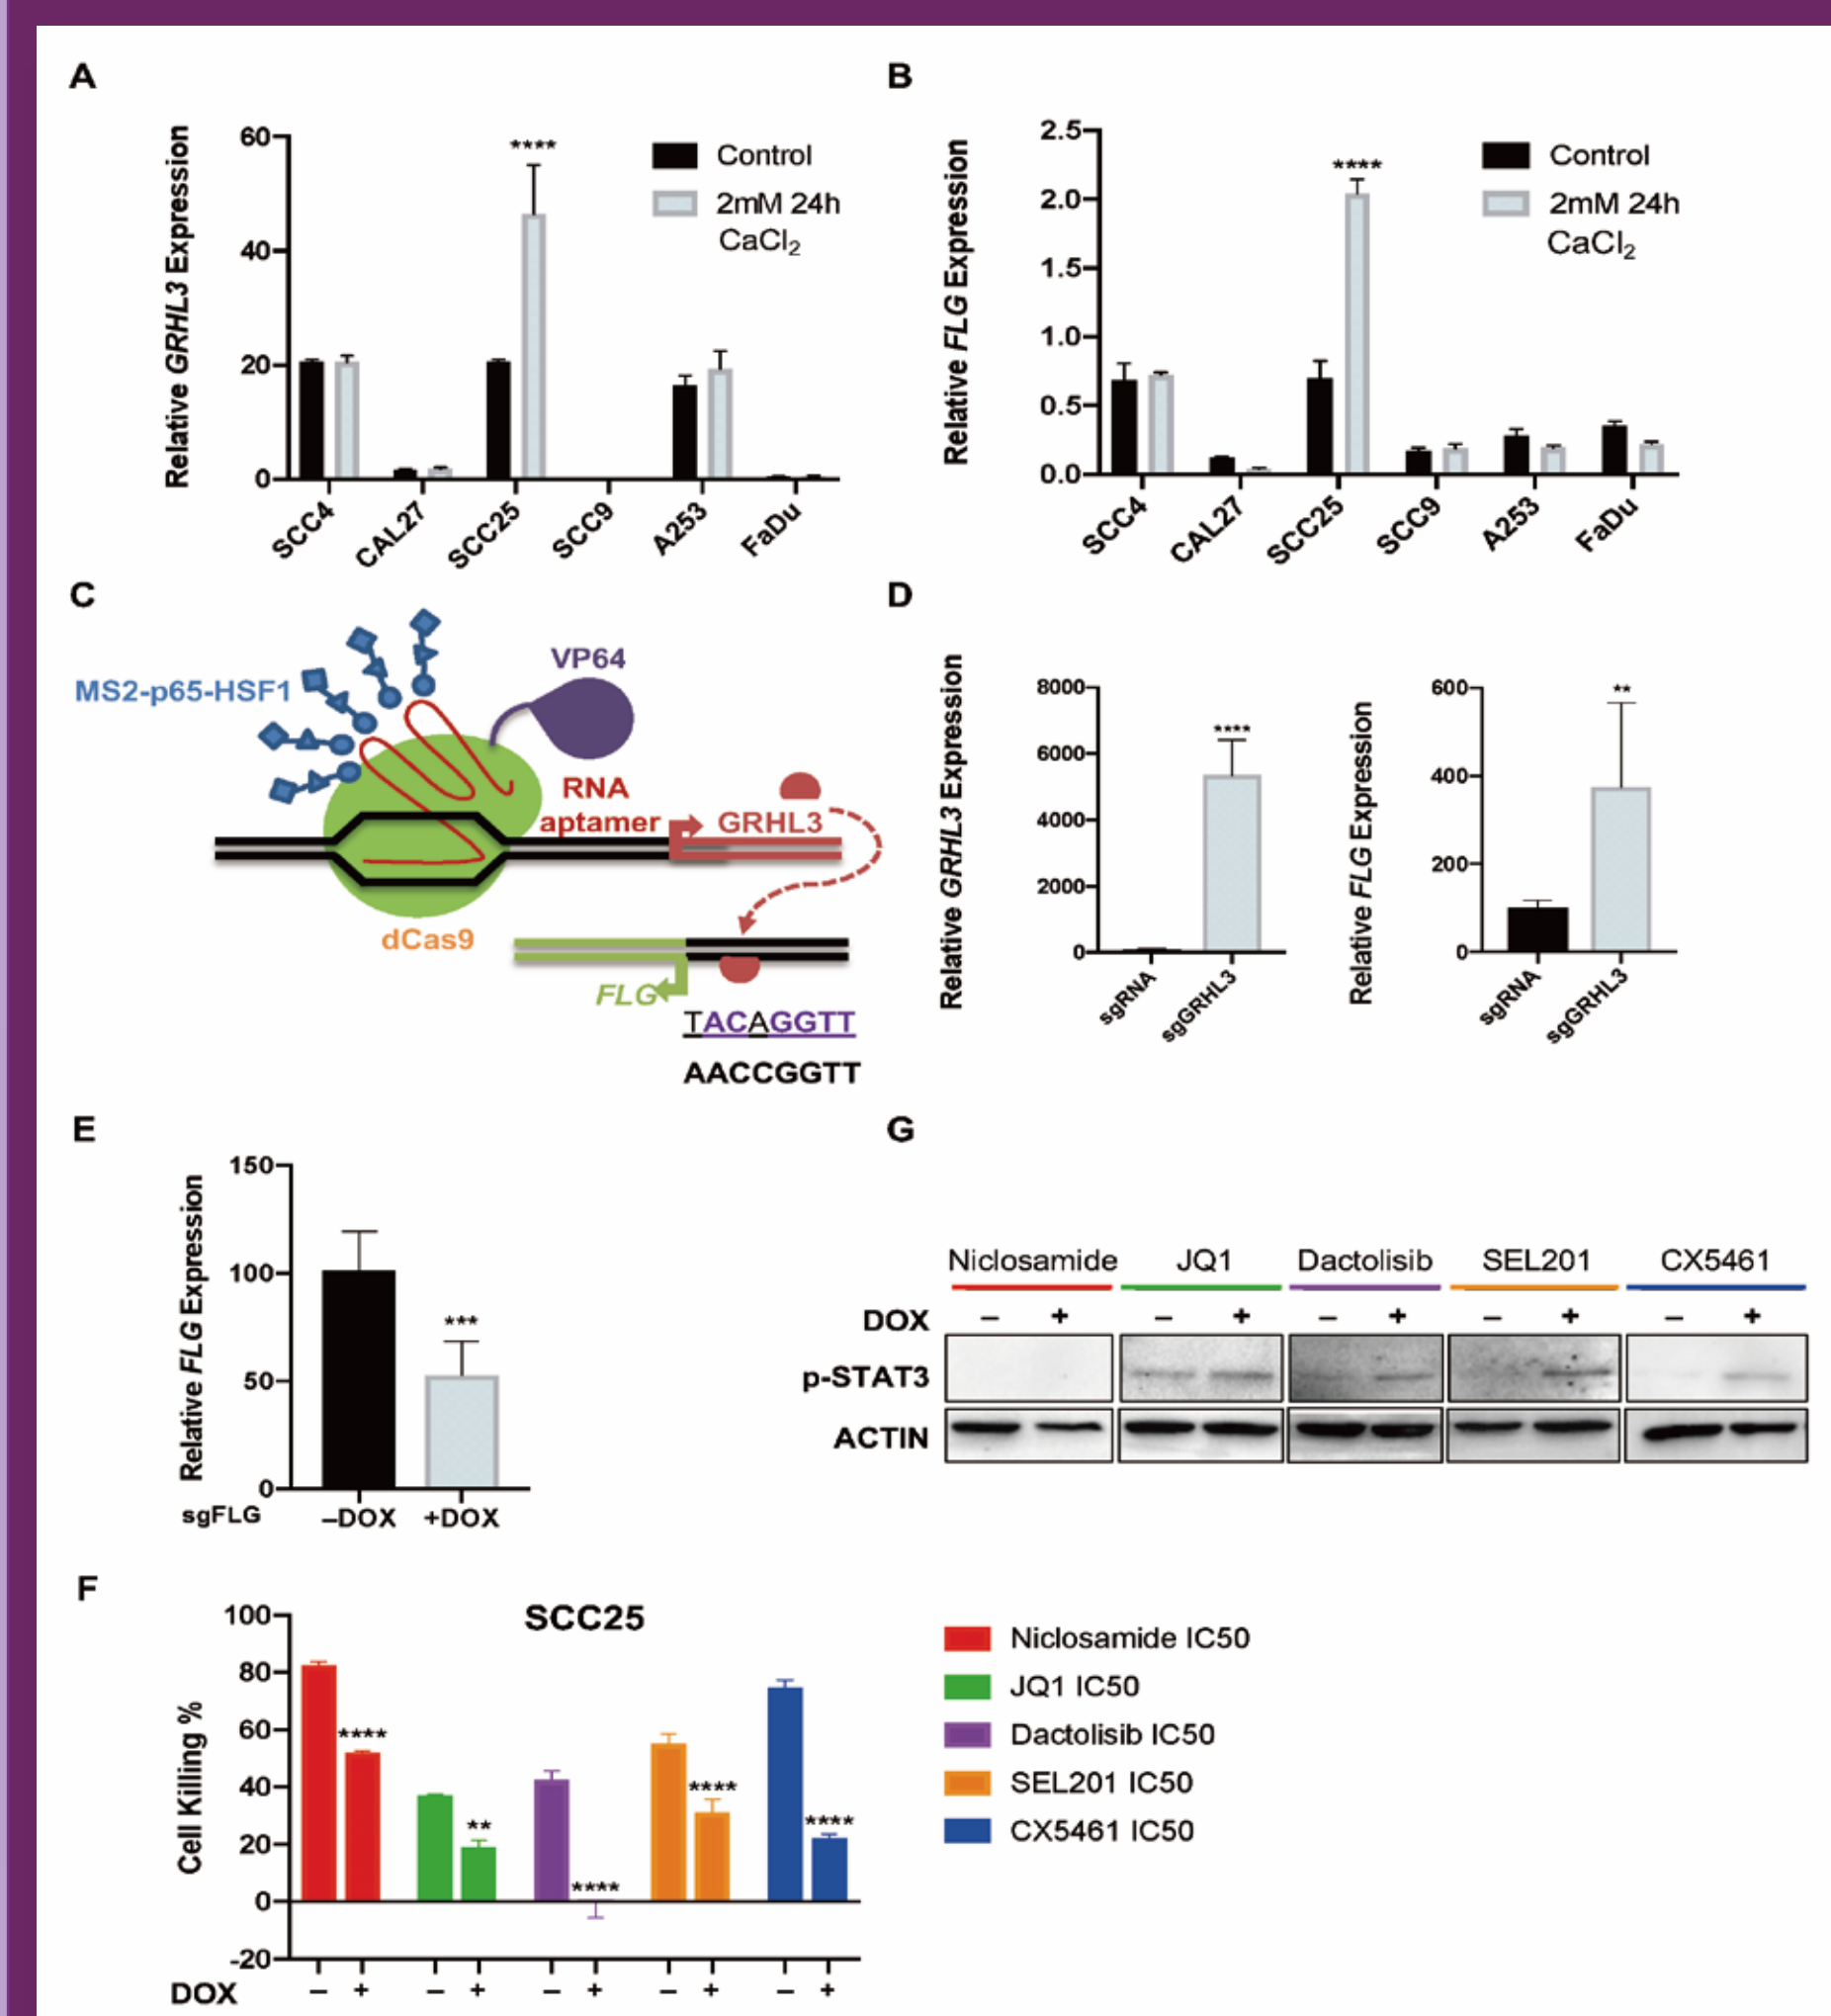 A
Relative GRHL3 Expression
60
40
20
0
****
Control
2mM 24h
CaCl₂
SCC4
CAL27
SCC25
SCC9
A253
FaDu
B
Relative FLG Expression
2.5
2.0
1.5
1.0
0.5
0.0
****
Control
2mM 24h
CaCl₂
SCC4
CAL27
SCC25
SCC9
A253
FaDu
C
MS2-p65-HSF1
VP64
RNA
aptamer
GRHL3
dCas9
FLG
TACAGGTT
AACCGGTT
D
Relative GRHL3 Expression
8000
6000
4000
2000
0
****
sgRNA
sgGRHL3
Relative FLG Expression
600
400
200
0
**
sgRNA
sgGRHL3
E
Relative FLG Expression
150
100
50
0
***
sgFLG
–DOX
+DOX
G
Niclosamide
JQ1
Dactolisib
SEL201
CX5461
DOX
– + – + – + – + – +
p-STAT3
ACTIN
F
SCC25
Cell Killing %
100
80
60
40
20
0
-20
****
**
****
****
****
DOX
– + – + – + – + – +
Niclosamide IC50
JQ1 IC50
Dactolisib IC50
SEL201 IC50
CX5461 IC50